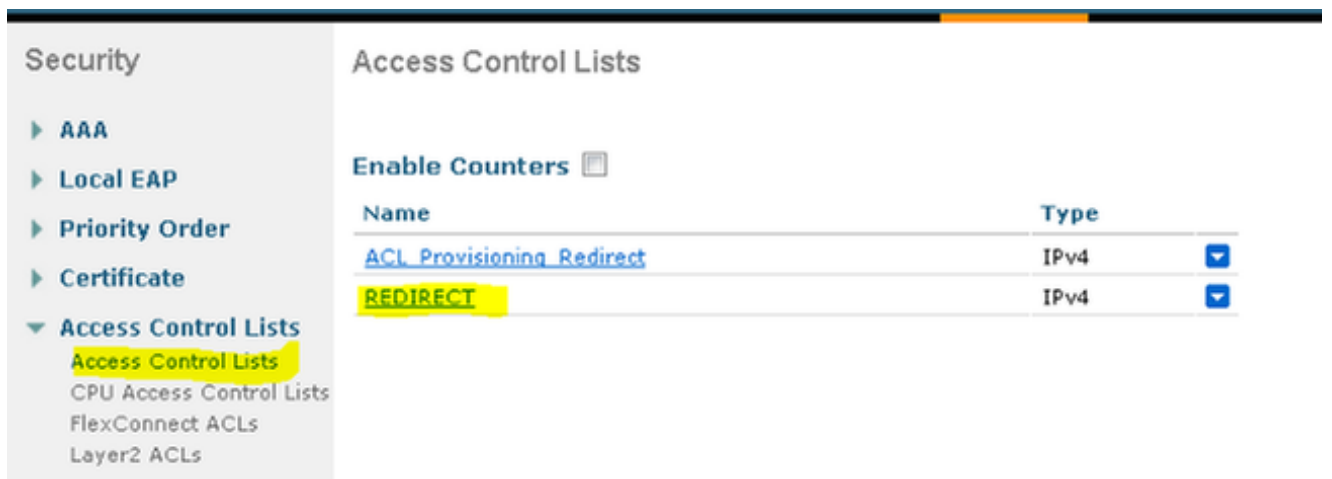 Security
AAA
Local EAP
Priority Order
Certificate
Access Control Lists
Access Control Lists
CPU Access Control Lists
FlexConnect ACLs
Layer2 ACLs
Access Control Lists
Enable Counters
Name Type
ACL_Provisioning_Redirect IPv4
REDIRECT IPv4